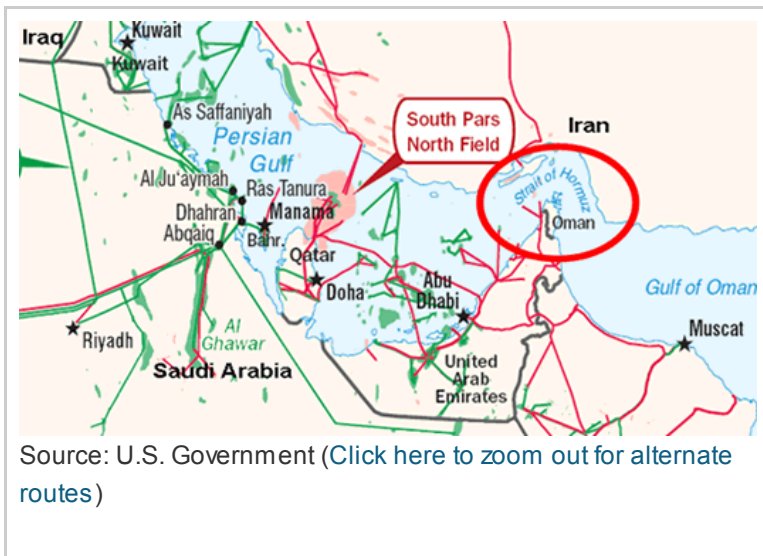 Iraq
Kuwait
Kuwait
As Saffaniyah
Persian
Gulf
South Pars
North Field
Iran
Strait of Hormuz
Al Ju'aymah
Ras Tanura
Dhahran
Manama
Abqaiq
Bahr.
Qatar
Oman
Doha
Abu
Dhabi
Gulf of Oman
Riyadh
Al
Ghawar
Muscat
Saudi Arabia
United
Arab
Emirates
Source: U.S. Government (Click here to zoom out for alternate
routes)